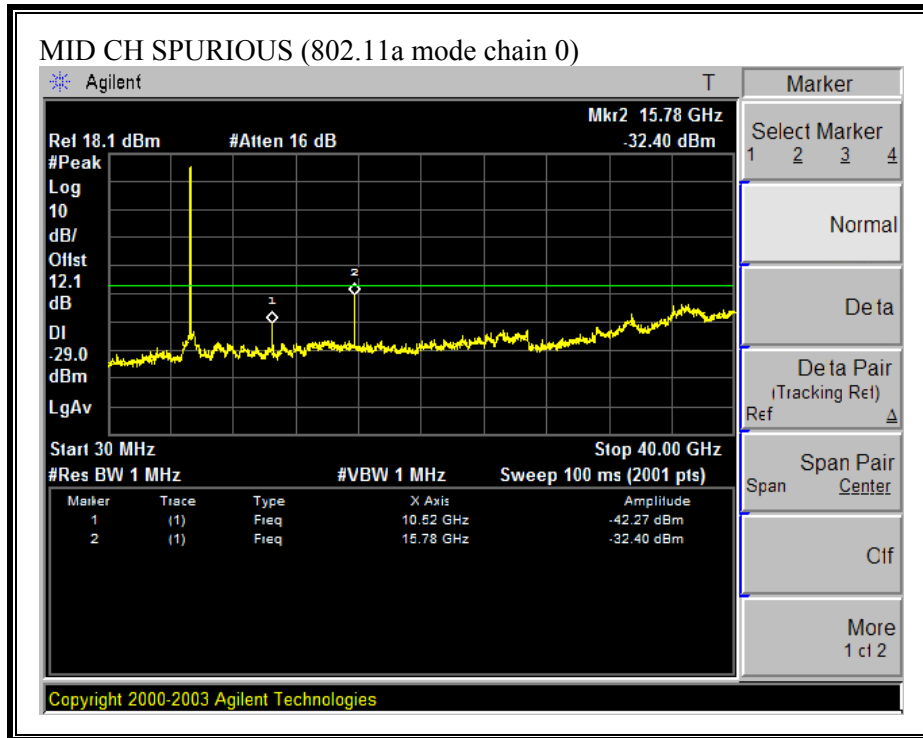 MID CH SPURIOUS (802.11a mode chain 0)
Agilent T
Mkr2 15.78 GHz
Ref 18.1 dBm #Atten 16 dB -32.40 dBm
#Peak
Log
10
dB/
Offst
12.1
dB
DI
-29.0
dBm
LgAv
1
2
Start 30 MHz Stop 40.00 GHz
#Res BW 1 MHz #VBW 1 MHz Sweep 100 ms (2001 pts)
Marker Trace Type X Axis Amplitude
1 (1) Freq 10.52 GHz -42.27 dBm
2 (1) Freq 15.78 GHz -32.40 dBm
Marker
Select Marker
1 2 3 4
Normal
Delta
Delta Pair
(Tracking Ref)
Ref Δ
Span Pair
Span Center
Off
More
1 of 2
Copyright 2000-2003 Agilent Technologies